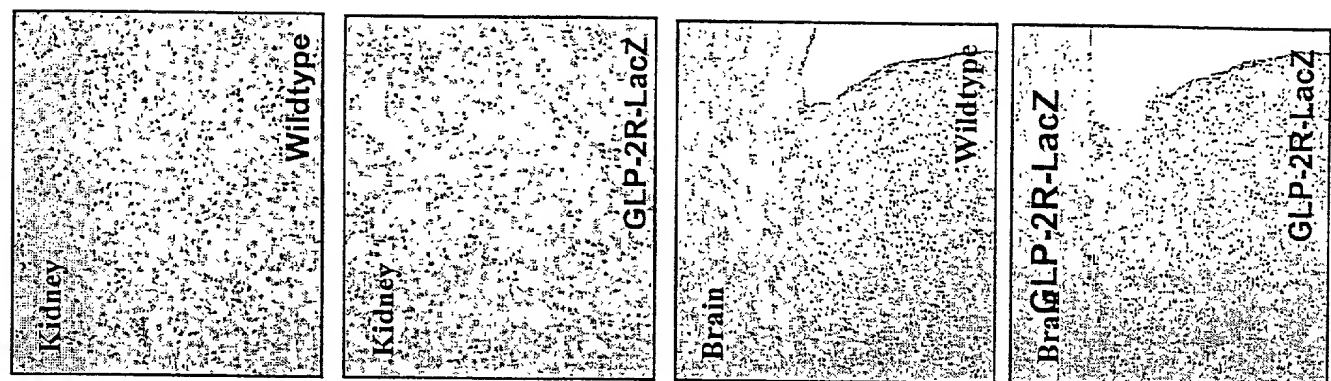 Kidney
Wildtype
Kidney
GLP-2R-LacZ
Brain
Wildtype
Brain
GLP-2R-LacZ
GLP-2R-LacZ